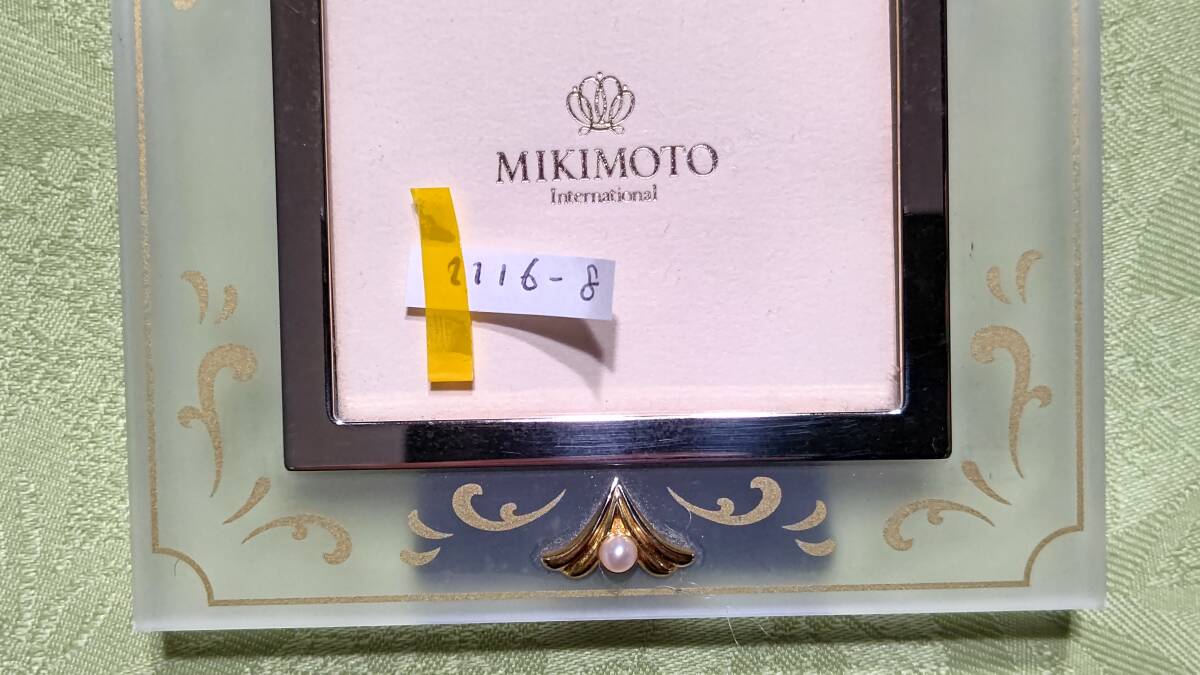 MIKIMOTO
International
2116-8